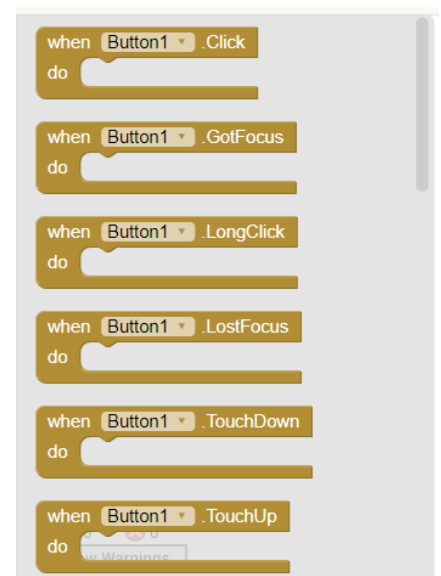 when Button1 .Click
do
when Button1 .GotFocus
do
when Button1 .LongClick
do
when Button1 .LostFocus
do
when Button1 .TouchDown
do
when Button1 .TouchUp
do
w Warnings